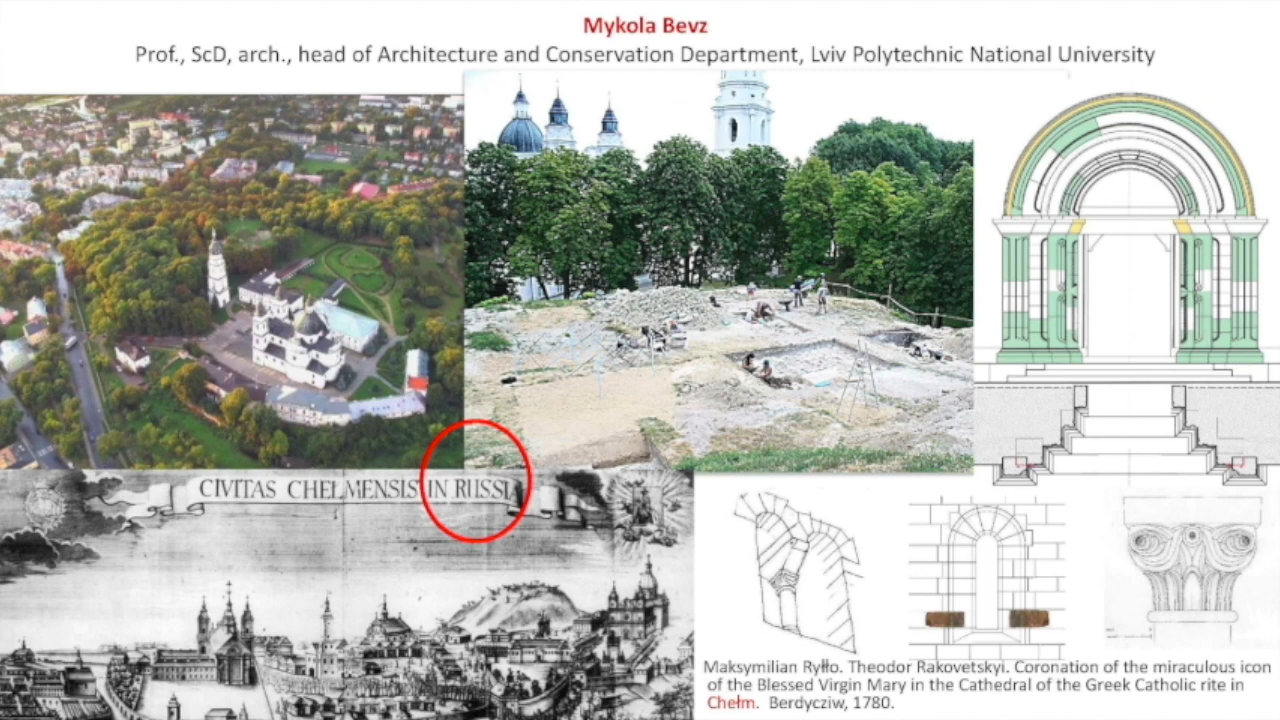 Mykola Bevz
Prof., ScD, arch., head of Architecture and Conservation Department, Lviv Polytechnic National University
CIVITAS CHEŁMENSIS IN RUSSI
Maksymilian Ryłło. Theodor Rakovetskyi. Coronation of the miraculous icon
of the Blessed Virgin Mary in the Cathedral of the Greek Catholic rite in
Chełm. Berdycziw, 1780.